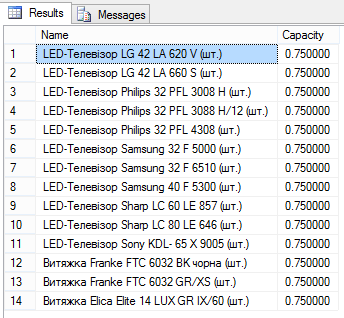 Results Messages
Name Capacity
1 LED-Телевізор LG 42 LA 620 V (шт.) 0.750000
2 LED-Телевізор LG 42 LA 660 S (шт.) 0.750000
3 LED-Телевізор Philips 32 PFL 3008 H (шт.) 0.750000
4 LED-Телевізор Philips 32 PFL 3088 H/12 (шт.) 0.750000
5 LED-Телевізор Philips 32 PFL 4308 (шт.) 0.750000
6 LED-Телевізор Samsung 32 F 5000 (шт.) 0.750000
7 LED-Телевізор Samsung 32 F 6510 (шт.) 0.750000
8 LED-Телевізор Samsung 40 F 5300 (шт.) 0.750000
9 LED-Телевізор Sharp LC 60 LE 857 (шт.) 0.750000
10 LED-Телевізор Sharp LC 80 LE 646 (шт.) 0.750000
11 LED-Телевізор Sony KDL- 65 X 9005 (шт.) 0.750000
12 Витяжка Franke FTC 6032 BK чорна (шт.) 0.750000
13 Витяжка Franke FTC 6032 GR/XS (шт.) 0.750000
14 Витяжка Elica Elite 14 LUX GR IX/60 (шт.) 0.750000